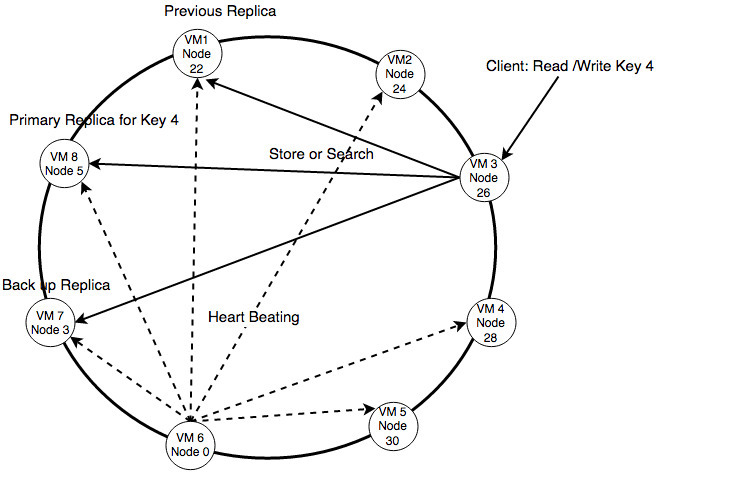 Previous Replica
VM1
Node
22
VM2
Node
24
Client: Read /Write Key 4
Primary Replica for Key 4
Store or Search
VM 8
Node 5
VM 3
Node
26
Back up Replica
VM 7
Node 3
Heart Beating
VM 4
Node
28
VM 5
Node
30
VM 6
Node 0